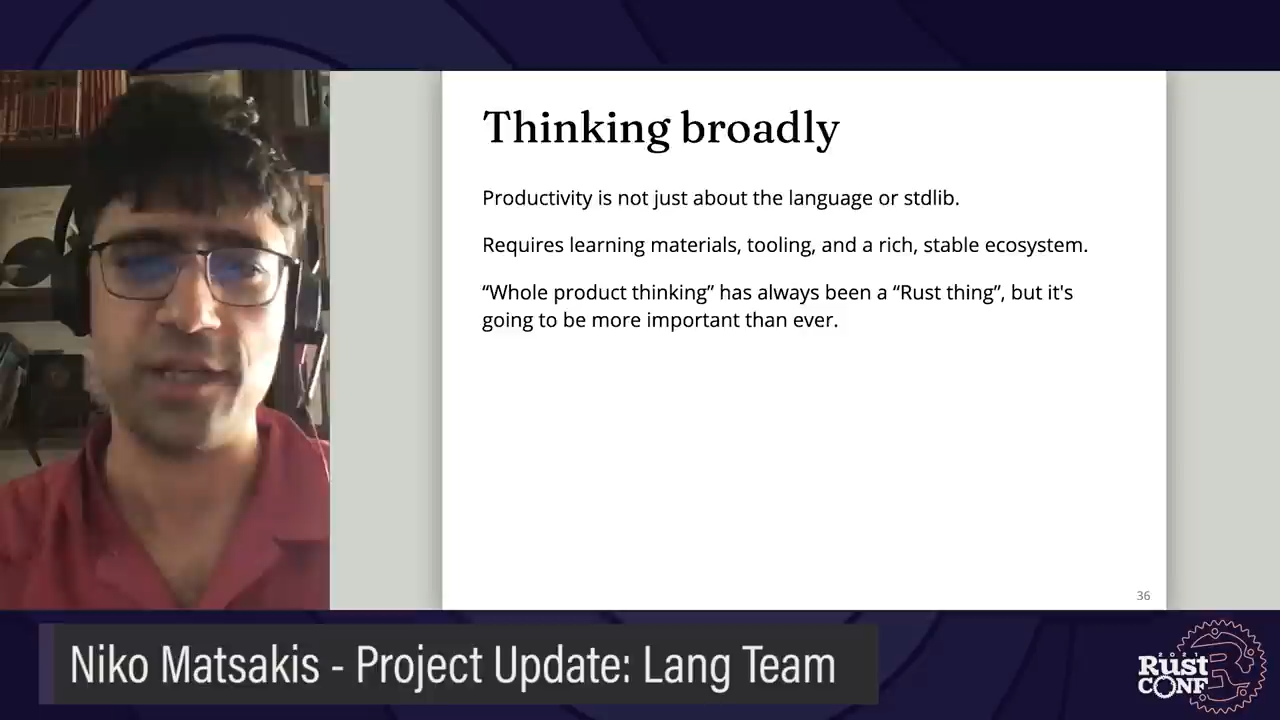 Thinking broadly
Productivity is not just about the language or stdlib.
Requires learning materials, tooling, and a rich, stable ecosystem.
“Whole product thinking” has always been a “Rust thing”, but it's
going to be more important than ever.
36
Niko Matsakis - Project Update: Lang Team
Rust
CONF